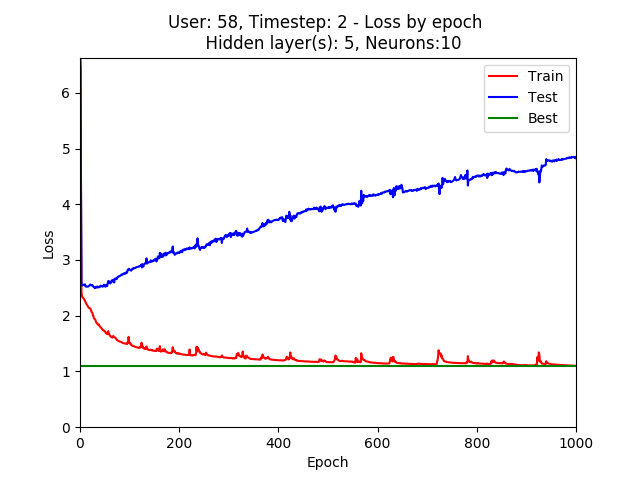 User: 58, Timestep: 2 - Loss by epoch
Hidden layer(s): 5, Neurons:10
Train
Test
Best
Loss
6
5
4
3
2
1
0
0 200 400 600 800 1000
Epoch